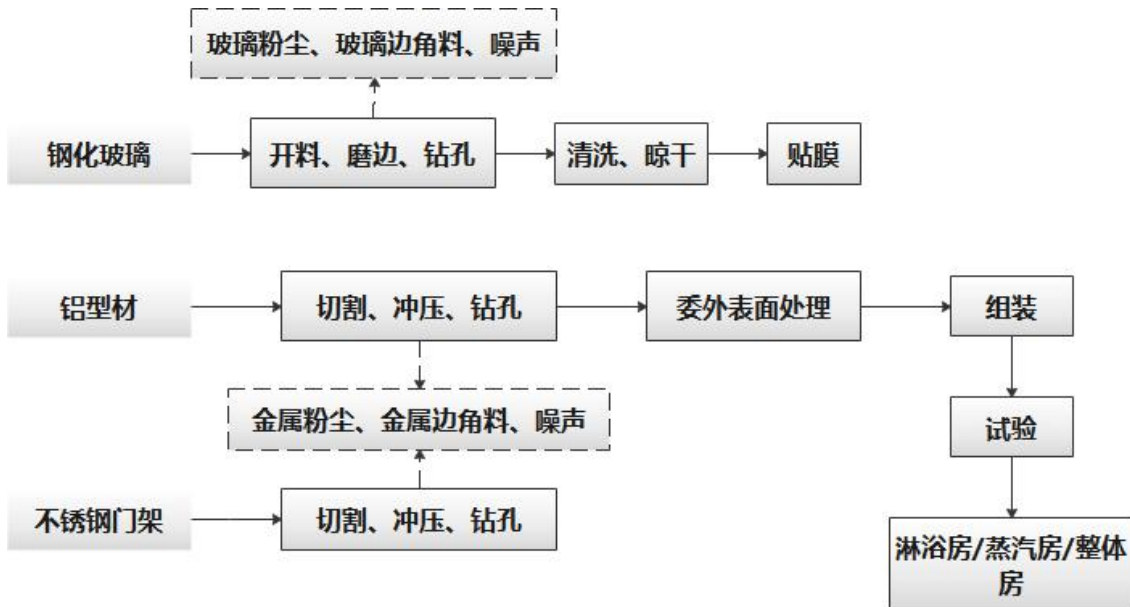 玻璃粉尘、玻璃边角料、噪声
钢化玻璃
开料、磨边、钻孔
清洗、晾干
贴膜
铝型材
切割、冲压、钻孔
委外表面处理
组装
金属粉尘、金属边角料、噪声
试验
不锈钢门架
切割、冲压、钻孔
淋浴房/蒸汽房/整体
房